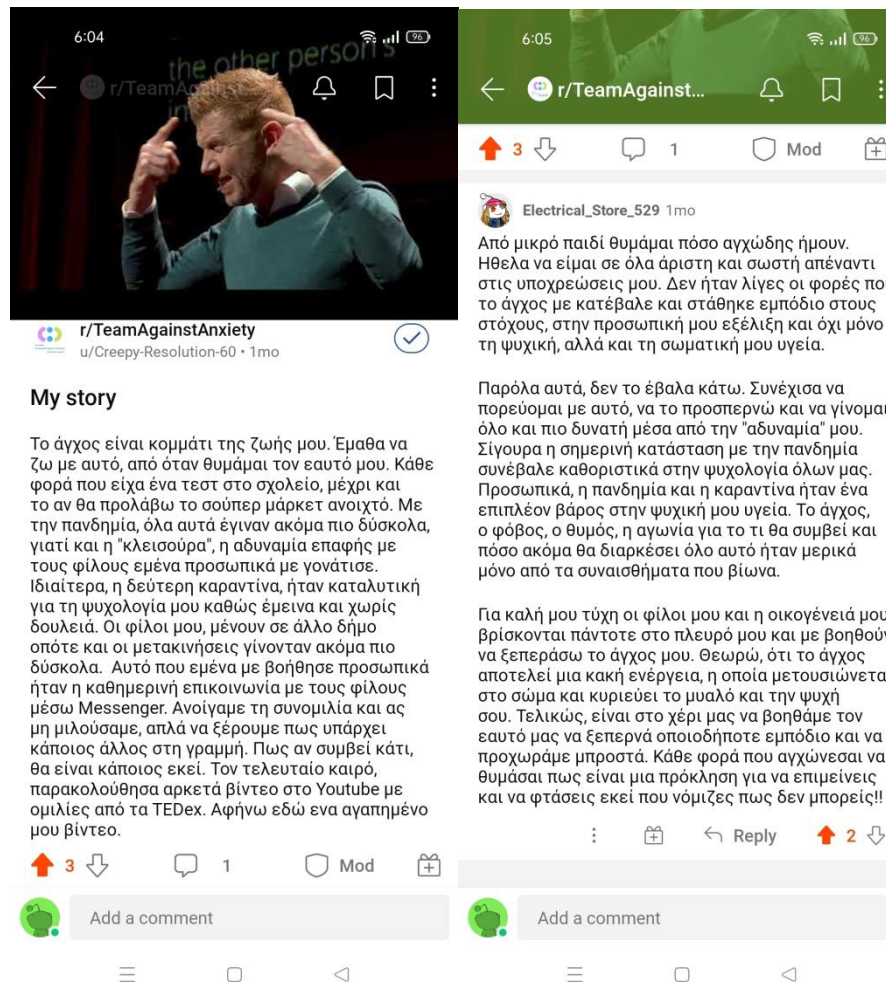 6:04
the other person's
in
r/TeamAgainst...
96
r/TeamAgainstAnxiety
u/Creepy-Resolution-60 • 1mo
My story
Το άγχος είναι κομμάτι της ζωής μου. Έμαθα να
ζω με αυτό, από όταν θυμάμαι τον εαυτό μου. Κάθε
φορά που είχα ένα τεστ στο σχολείο, μέχρι και
το αν θα προλάβω το σούπερ μάρκετ ανοιχτό. Με
την πανδημία, όλα αυτά έγιναν ακόμα πιο δύσκολα,
γιατί και η "κλεισούρα", η αδυναμία επαφής με
τους φίλους εμένα προσωπικά με γονάτισε.
Ιδιαίτερα, η δεύτερη καραντίνα, ήταν καταλυτική
για τη ψυχολογία μου καθώς έμεινα και χωρίς
δουλειά. Οι φίλοι μου, μένουν σε άλλο δήμο
οπότε και οι μετακινήσεις γίνονταν ακόμα πιο
δύσκολα. Αυτό που εμένα με βοήθησε προσωπικά
ήταν η καθημερινή επικοινωνία με τους φίλους
μέσω Messenger. Ανοίγαμε τη συνομιλία και ας
μη μιλούσαμε, απλά να ξέρουμε πως υπάρχει
κάποιος άλλος στη γραμμή. Πως αν συμβεί κάτι,
θα είναι κάποιος εκεί. Τον τελευταίο καιρό,
παρακολούθησα αρκετά βίντεο στο Youtube με
ομιλίες από τα TEDex. Αφήνω εδώ ενα αγαπημένο
μου βίντεο.
3 1 Mod
Add a comment
6:05
96
r/TeamAgainst...
3 1 Mod
Electrical_Store_529 1mo
Από μικρό παιδί θυμάμαι πόσο αγχώδης ήμουν.
Ηθελα να είμαι σε όλα άριστη και σωστή απέναντι
στις υποχρεώσεις μου. Δεν ήταν λίγες οι φορές πο
το άγχος με κατέβαλε και στάθηκε εμπόδιο στους
στόχους, στην προσωπική μου εξέλιξη και όχι μόνο
τη ψυχική, αλλά και τη σωματική μου υγεία.
Παρόλα αυτά, δεν το έβαλα κάτω. Συνέχισα να
πορεύομαι με αυτό, να το προσπερνώ και να γίνομαι
όλο και πιο δυνατή μέσα από την "αδυναμία" μου.
Σίγουρα η σημερινή κατάσταση με την πανδημία
συνέβαλε καθοριστικά στην ψυχολογία όλων μας.
Προσωπικά, η πανδημία και η καραντίνα ήταν ένα
επιπλέον βάρος στην ψυχική μου υγεία. Το άγχος,
ο φόβος, ο θυμός, η αγωνία για το τι θα συμβεί και
πόσο ακόμα θα διαρκέσει όλο αυτό ήταν μερικά
μόνο από τα συναισθήματα που βίωνα.
Για καλή μου τύχη οι φίλοι μου και η οικογένειά μου
βρίσκονται πάντοτε στο πλευρό μου και με βοηθούν
να ξεπεράσω το άγχος μου. Θεωρώ, ότι το άγχος
αποτελεί μια κακή ενέργεια, η οποία μετουσιώνετα
στο σώμα και κυριεύει το μυαλό και την ψυχή
σου. Τελικώς, είναι στο χέρι μας να βοηθάμε τον
εαυτό μας να ξεπερνά οποιοδήποτε εμπόδιο και να
προχωράμε μπροστά. Κάθε φορά που αγχώνεσαι να
θυμάσαι πως είναι μια πρόκληση για να επιμείνεις
και να φτάσεις εκεί που νόμιζες πως δεν μπορείς!!
Reply 2
Add a comment